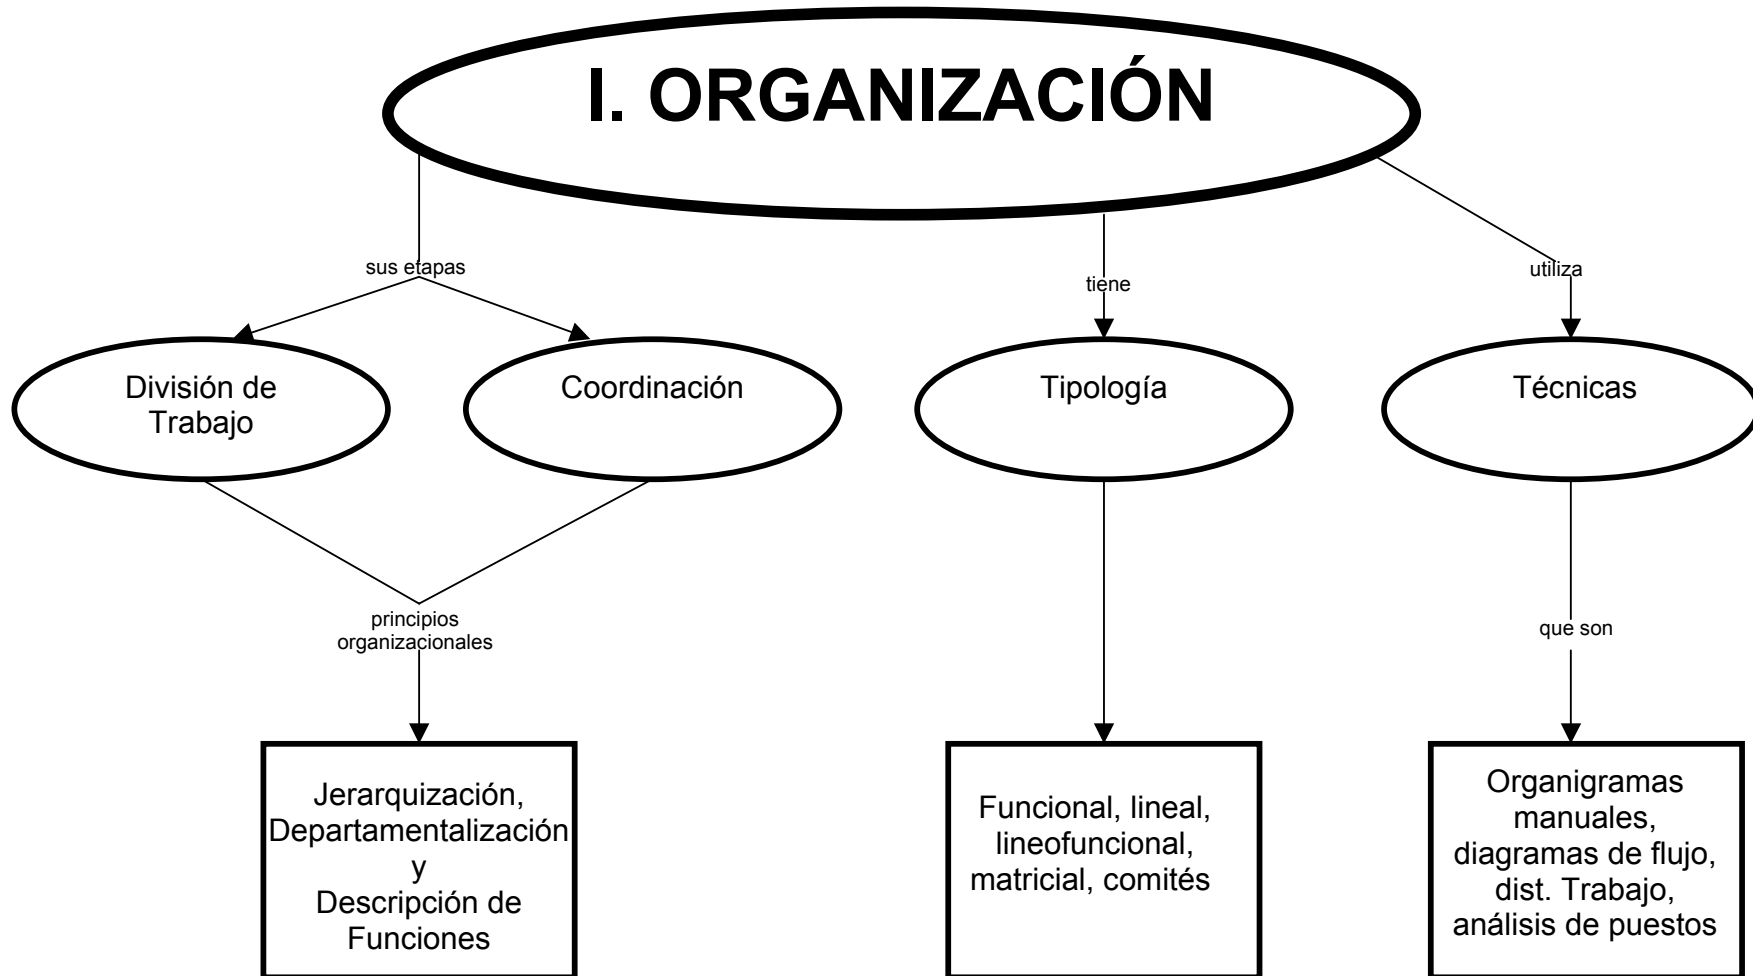 I. ORGANIZACIÓN
sus etapas
tiene
utiliza
División de
Trabajo
Coordinación
Tipología
Técnicas
principios
organizacionales
que son
Jerarquización,
Departamentalización
y
Descripción de
Funciones
Funcional, lineal,
lineofuncional,
matricial, comités
Organigramas
manuales,
diagramas de flujo,
dist. Trabajo,
análisis de puestos